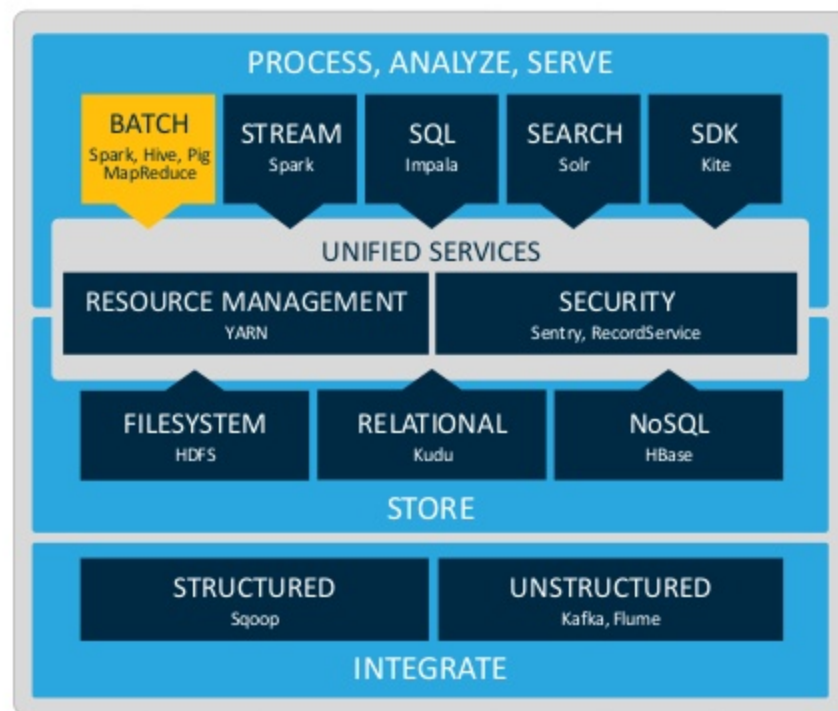 PROCESS, ANALYZE, SERVE
BATCH
Spark, Hive, Pig
MapReduce
STREAM
Spark
SQL
Impala
SEARCH
Solr
SDK
Kite
UNIFIED SERVICES
RESOURCE MANAGEMENT
YARN
SECURITY
Sentry, RecordService
FILESYSTEM
HDFS
RELATIONAL
Kudu
NoSQL
HBase
STORE
STRUCTURED
Sqoop
UNSTRUCTURED
Kafka, Flume
INTEGRATE